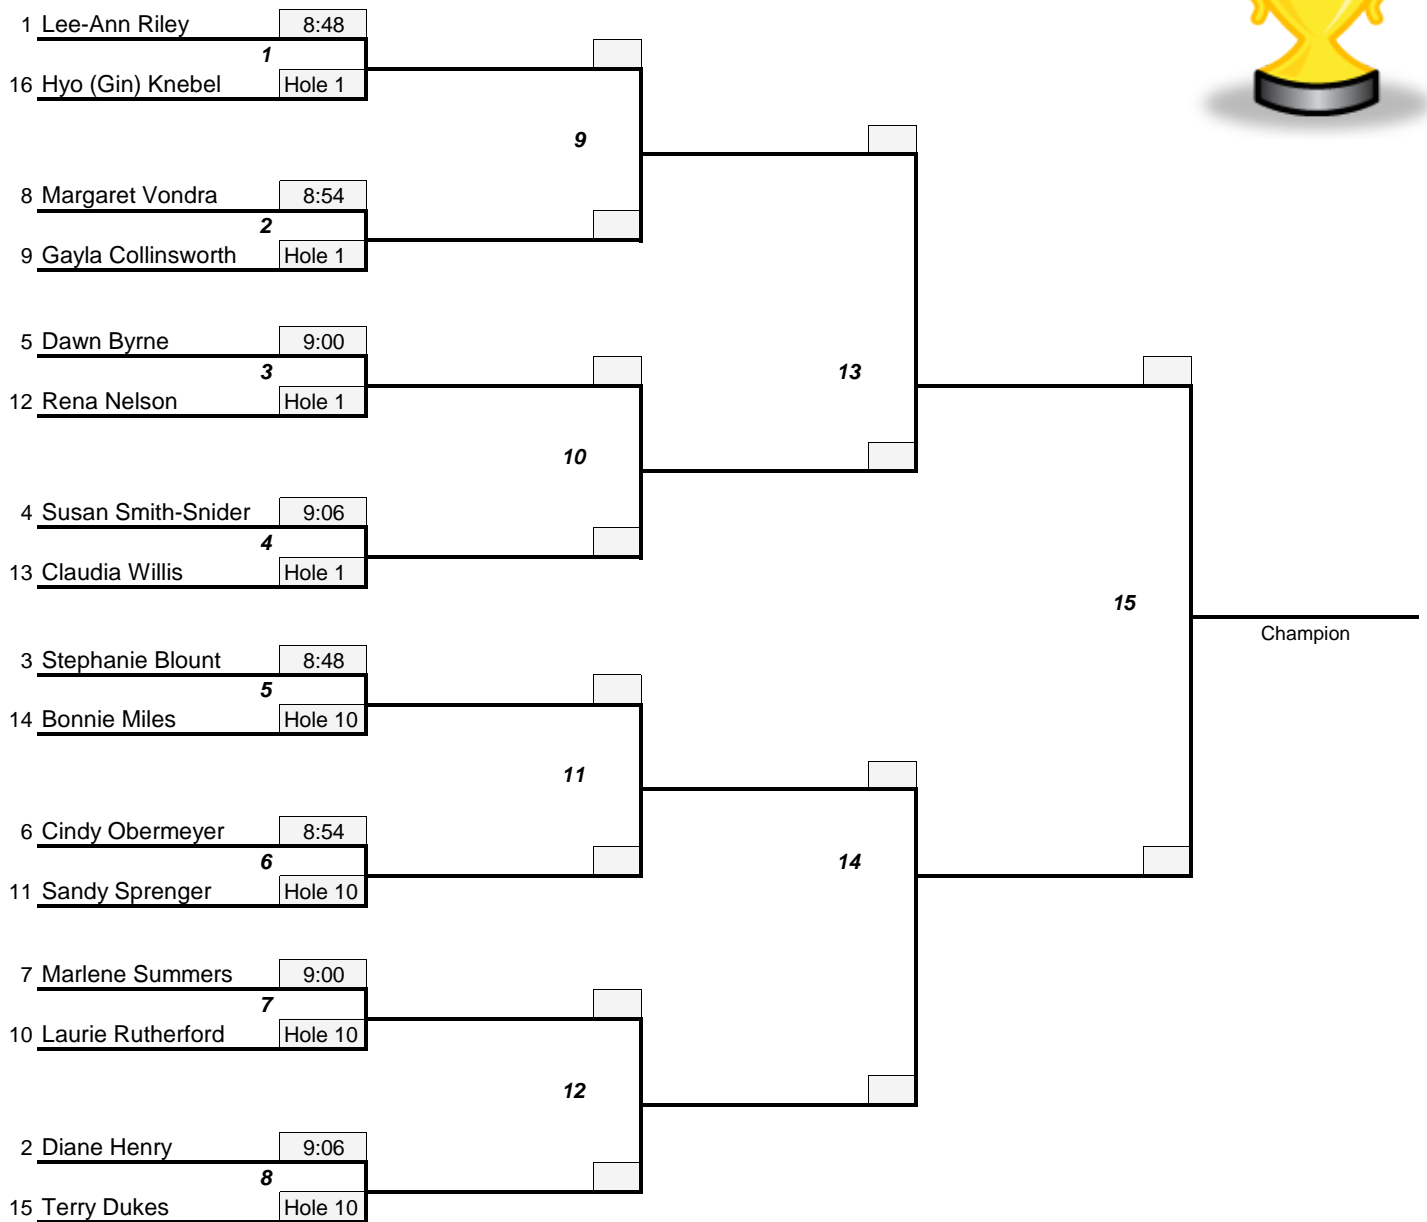 1 Lee-Ann Riley 8:48
1
16 Hyo (Gin) Knebel Hole 1
9
8 Margaret Vondra 8:54
2
9 Gayla Collinsworth Hole 1
5 Dawn Byrne 9:00
3 13
12 Rena Nelson Hole 1
10
4 Susan Smith-Snider 9:06
4
13 Claudia Willis Hole 1
15
Champion
3 Stephanie Blount 8:48
5
14 Bonnie Miles Hole 10
11
6 Cindy Obermeyer 8:54
6 14
11 Sandy Sprenger Hole 10
7 Marlene Summers 9:00
7
10 Laurie Rutherford Hole 10
12
2 Diane Henry 9:06
8
15 Terry Dukes Hole 10